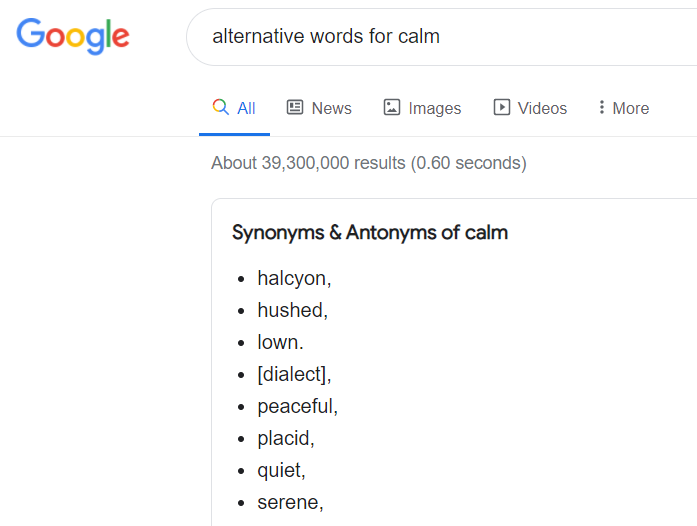 Google
alternative words for calm
All News Images Videos More
About 39,300,000 results (0.60 seconds)
Synonyms & Antonyms of calm
• halcyon,
• hushed,
• lown.
• [dialect],
• peaceful,
• placid,
• quiet,
• serene,